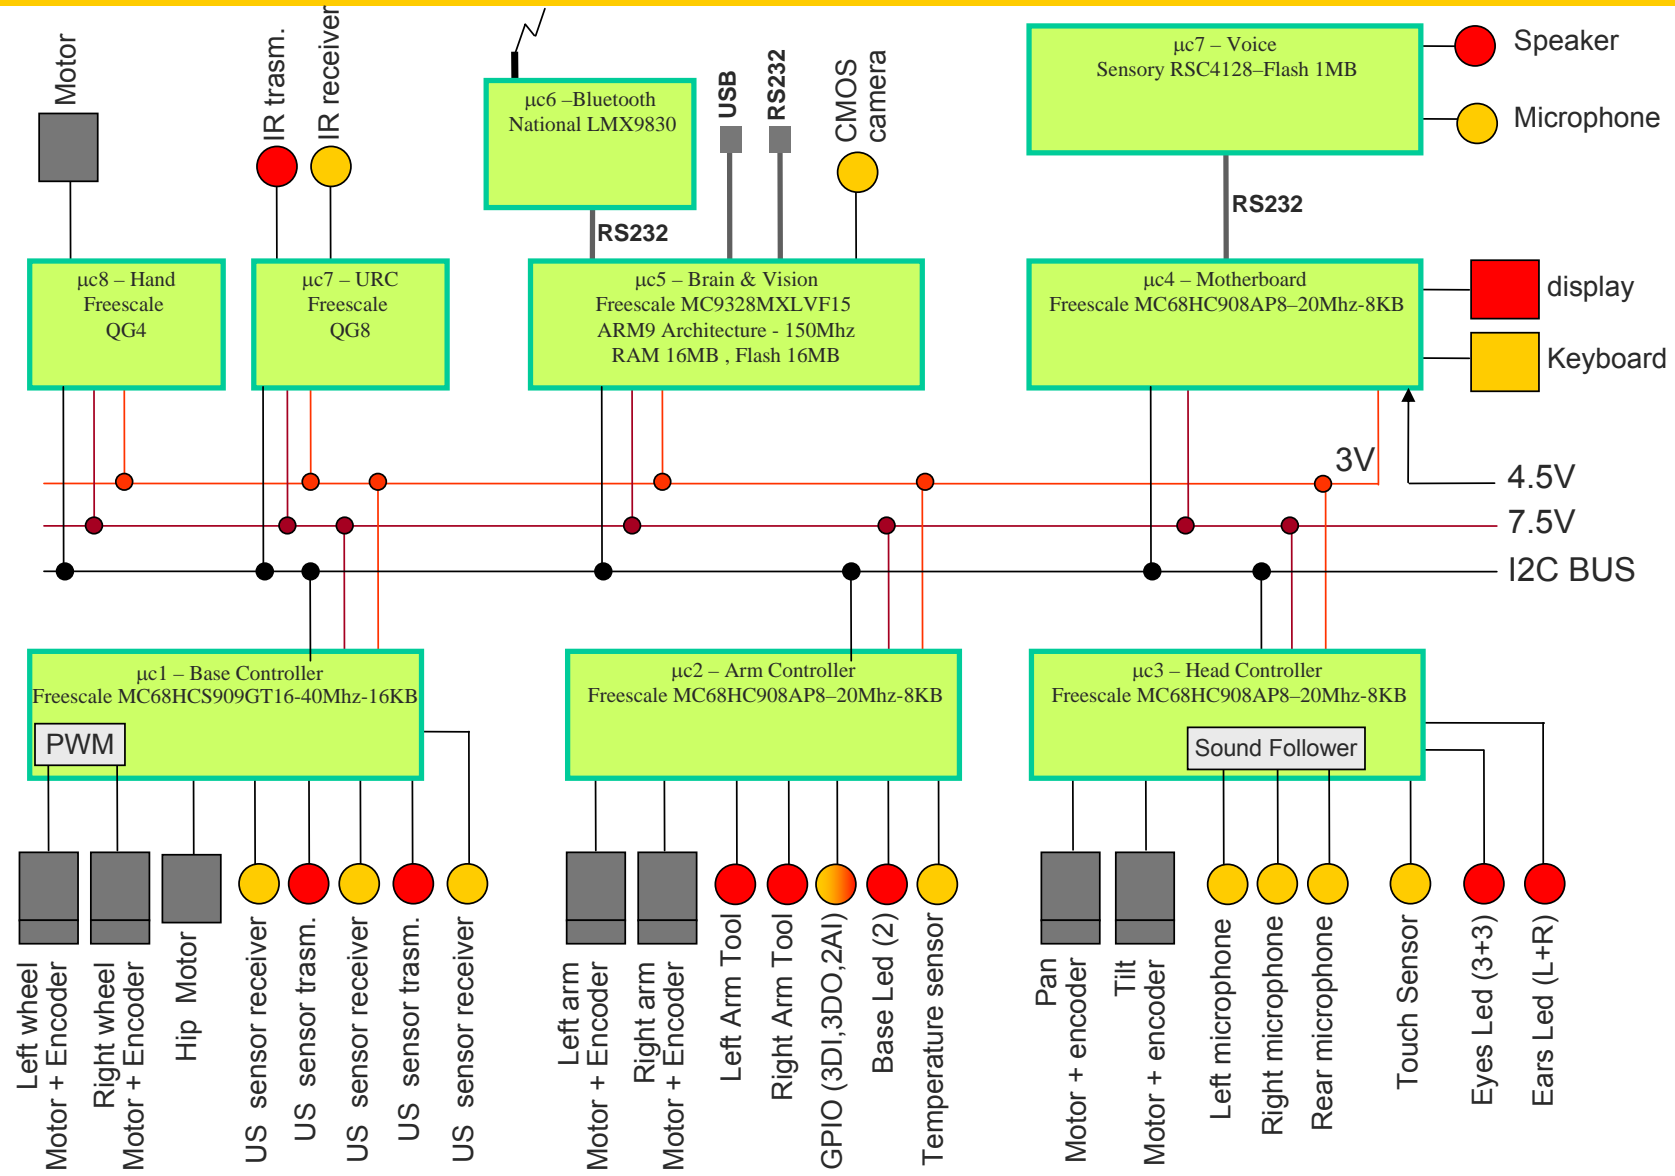 Motor
IR trasm.
IR receiver
μc6 –Bluetooth
National LMX9830
USB
RS232
CMOS
camera
μc7 – Voice
Sensory RSC4128–Flash 1MB
Speaker
Microphone
RS232
RS232
μc8 – Hand
Freescale
QG4
μc7 – URC
Freescale
QG8
μc5 – Brain & Vision
Freescale MC9328MXLVF15
ARM9 Architecture - 150Mhz
RAM 16MB , Flash 16MB
μc4 – Motherboard
Freescale MC68HC908AP8–20Mhz-8KB
display
Keyboard
3V
4.5V
7.5V
I2C BUS
μc1 – Base Controller
Freescale MC68HCS909GT16-40Mhz-16KB
PWM
μc2 – Arm Controller
Freescale MC68HC908AP8–20Mhz-8KB
μc3 – Head Controller
Freescale MC68HC908AP8–20Mhz-8KB
Sound Follower
Left wheel
Motor + Encoder
Right wheel
Motor + Encoder
Hip Motor
US sensor receiver
US sensor trasm.
US sensor receiver
US sensor trasm.
US sensor receiver
Left arm
Motor + Encoder
Right arm
Motor + Encoder
Left Arm Tool
Right Arm Tool
GPIO (3DI,3DO,2AI)
Base Led (2)
Temperature sensor
Pan
Motor + encoder
Tilt
Motor + encoder
Left microphone
Right microphone
Rear microphone
Touch Sensor
Eyes Led (3+3)
Ears Led (L+R)